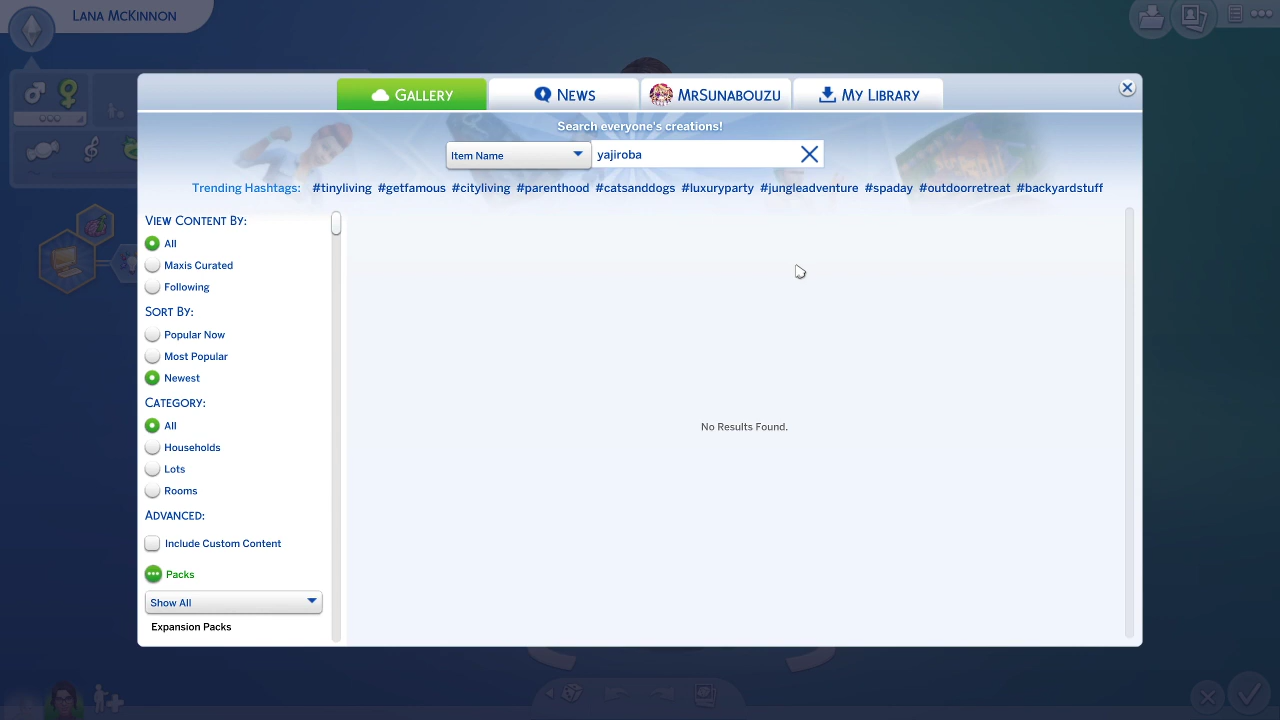 LANA MCKINNON
GALLERY
NEWS
MRSUNABOUZU
MY LIBRARY
Search everyone's creations!
Item Name
yajiroba
Trending Hashtags: #tinyliving #getfamous #cityliving #parenthood #catsanddogs #luxuryparty #jungleadventure #spaday #outdoorretreat #backyardstuff
VIEW CONTENT BY:
All
Maxis Curated
Following
SORT BY:
Popular Now
Most Popular
Newest
CATEGORY:
All
Households
Lots
Rooms
ADVANCED:
Include Custom Content
Packs
Show All
Expansion Packs
No Results Found.